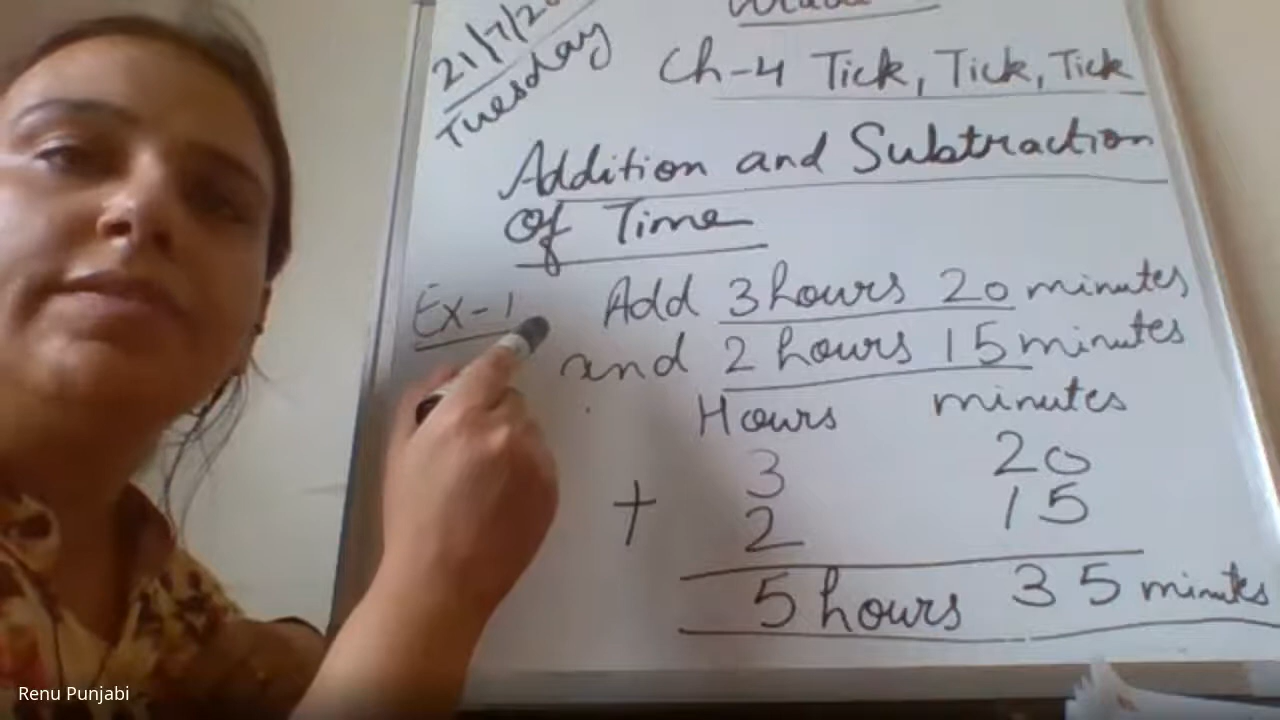 21/7/20
Tuesday
Ch-4 Tick, Tick, Tick
Addition and Subtraction
Of Time
Ex-1 Add 3 hours 20 minutes
and 2 hours 15 minutes
Hours minutes
3 20
+ 2 15
5 hours 35 minutes
Renu Punjabi